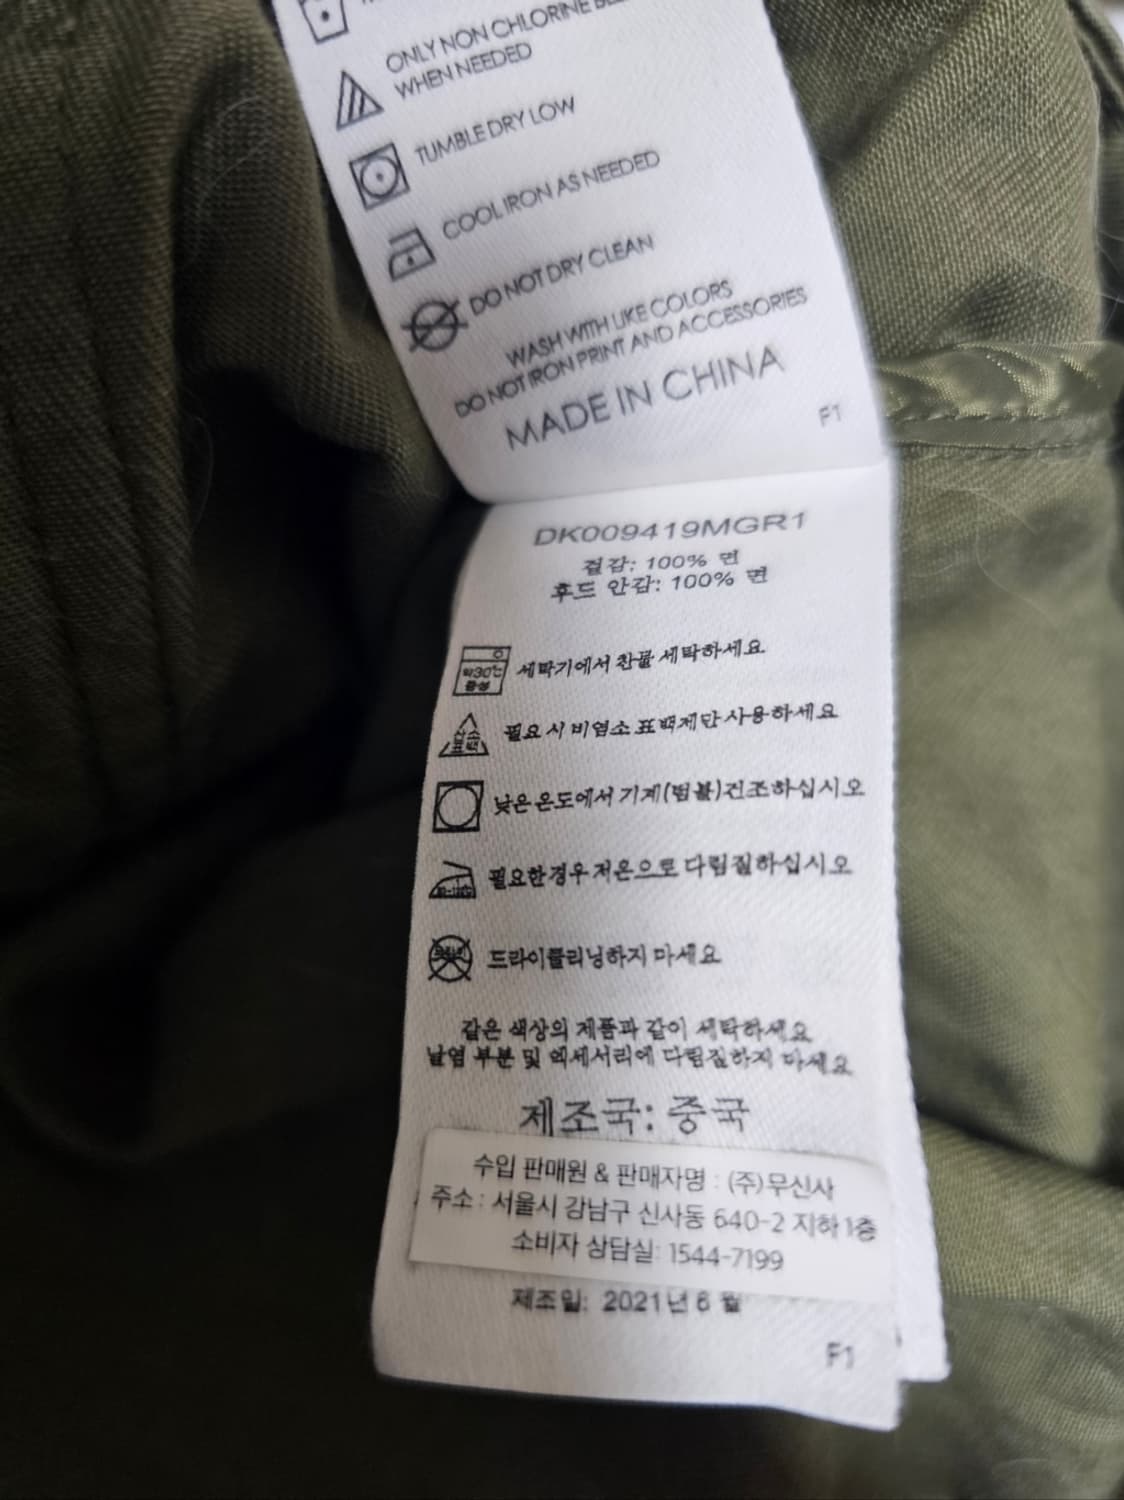 ONLY NON CHLORINE
WHEN NEEDED
TUMBLE DRY LOW
COOL IRON AS NEEDED
DO NOT DRY CLEAN
WASH WITH LIKE COLORS
DO NOT IRON PRINT AND ACCESSORIES
MADE IN CHINA
F1
DK009419MGR1
겉감: 100% 면
후드 안감: 100% 면
약30℃
중성
세탁기에서 찬물 세탁하세요
필요시 비염소 표백제만 사용하세요
낮은 온도에서 기계(텀블)건조하십시오
필요한경우 저온으로 다림질하십시오
드라이클리닝하지 마세요
같은 색상의 제품과 같이 세탁하세요
날염 부분 및 액세서리에 다림질하지 마세요
제조국: 중국
수입 판매원 & 판매자명 : (주)무신사
주소 : 서울시 강남구 신사동 640-2 지하 1층
소비자 상담실: 1544-7199
제조일: 2021년 6 월
F1